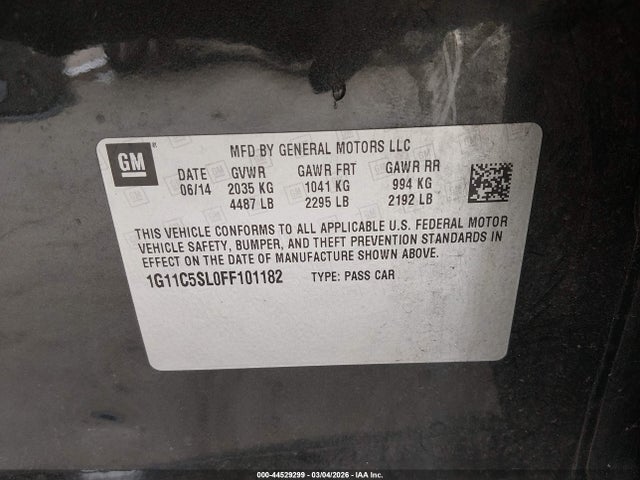 GM
MFD BY GENERAL MOTORS LLC
DATE GVWR GAWR FRT GAWR RR
06/14 2035 KG 1041 KG 994 KG
4487 LB 2295 LB 2192 LB
THIS VEHICLE CONFORMS TO ALL APPLICABLE U.S. FEDERAL MOTOR
VEHICLE SAFETY, BUMPER, AND THEFT PREVENTION STANDARDS IN
EFFECT ON THE DATE OF MANUFACTURE SHOWN ABOVE.
1G11C5SL0FF101182 TYPE: PASS CAR
000-44529299 - 03/04/2026 - IAA Inc.